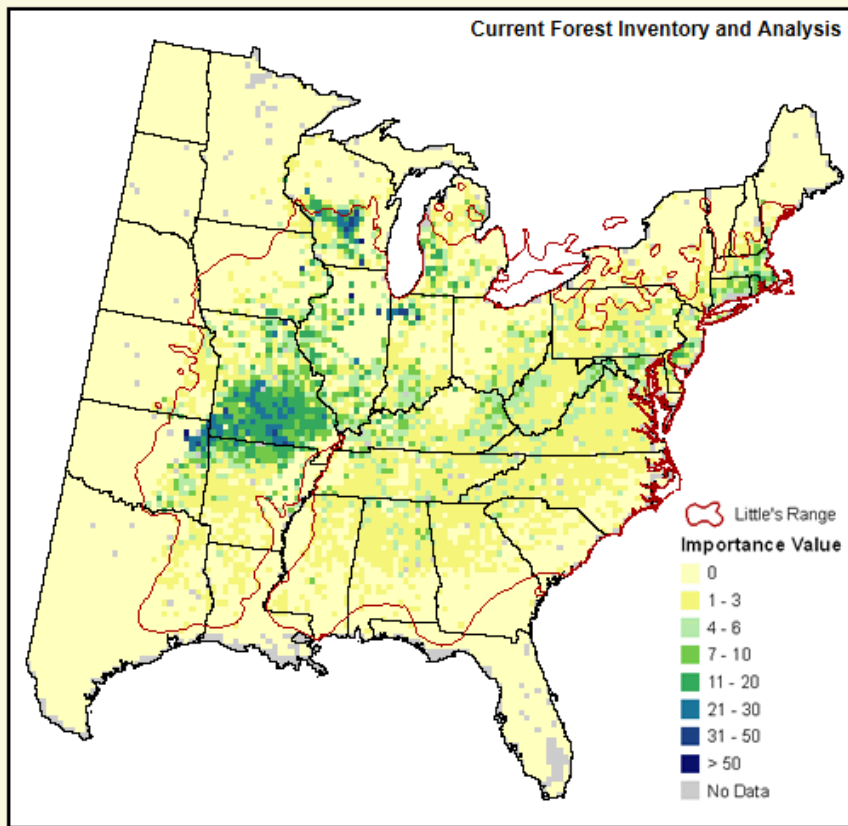 Current Forest Inventory and Analysis
Little's Range
Importance Value
0
1 - 3
4 - 6
7 - 10
11 - 20
21 - 30
31 - 50
> 50
No Data